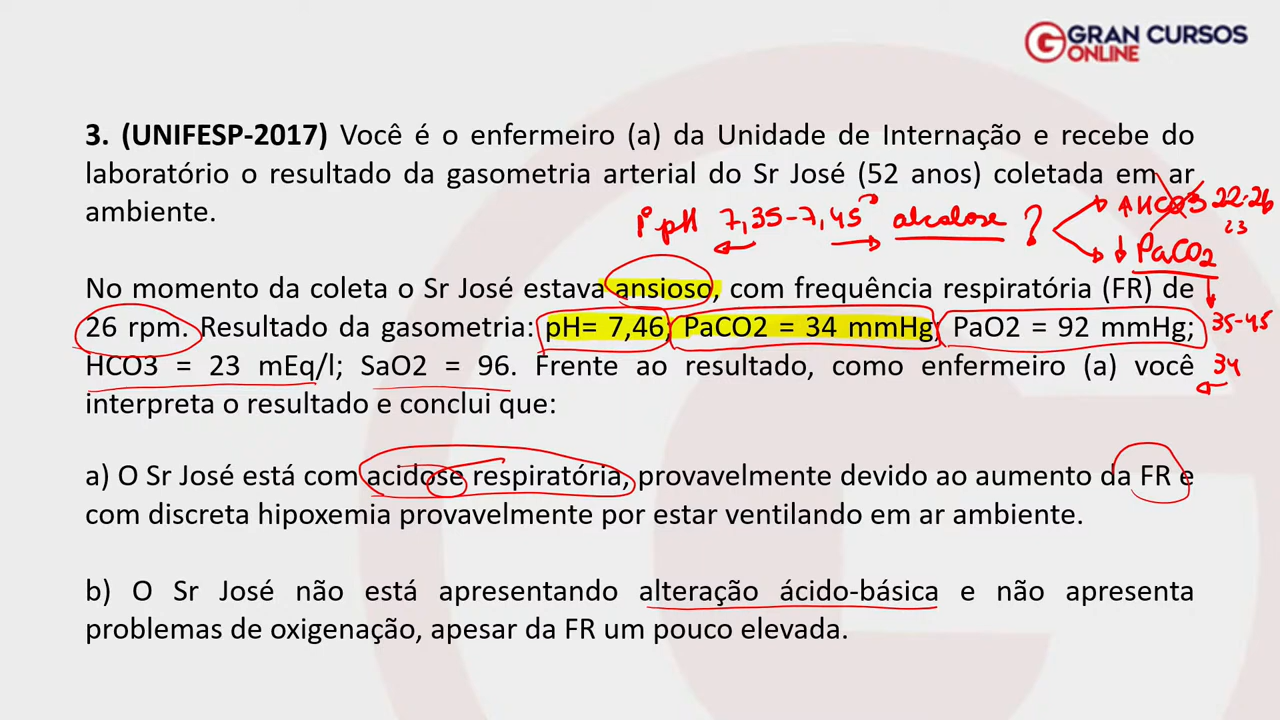 GRAN CURSOS
ONLINE
3. (UNIFESP-2017) Você é o enfermeiro (a) da Unidade de Internação e recebe do
laboratório o resultado da gasometria arterial do Sr José (52 anos) coletada em ar
ambiente.
pH 7,35-7,45 alcalose ? ↑HCO3 22-26
23
↓ PaCO2
No momento da coleta o Sr José estava ansioso, com frequência respiratória (FR) de
26 rpm. Resultado da gasometria: pH= 7,46; PaCO2 = 34 mmHg; PaO2 = 92 mmHg;
35-45
HCO3 = 23 mEq/l; SaO2 = 96. Frente ao resultado, como enfermeiro (a) você
34
interpreta o resultado e conclui que:
a) O Sr José está com acidose respiratória, provavelmente devido ao aumento da FR e
com discreta hipoxemia provavelmente por estar ventilando em ar ambiente.
b) O Sr José não está apresentando alteração ácido-básica e não apresenta
problemas de oxigenação, apesar da FR um pouco elevada.